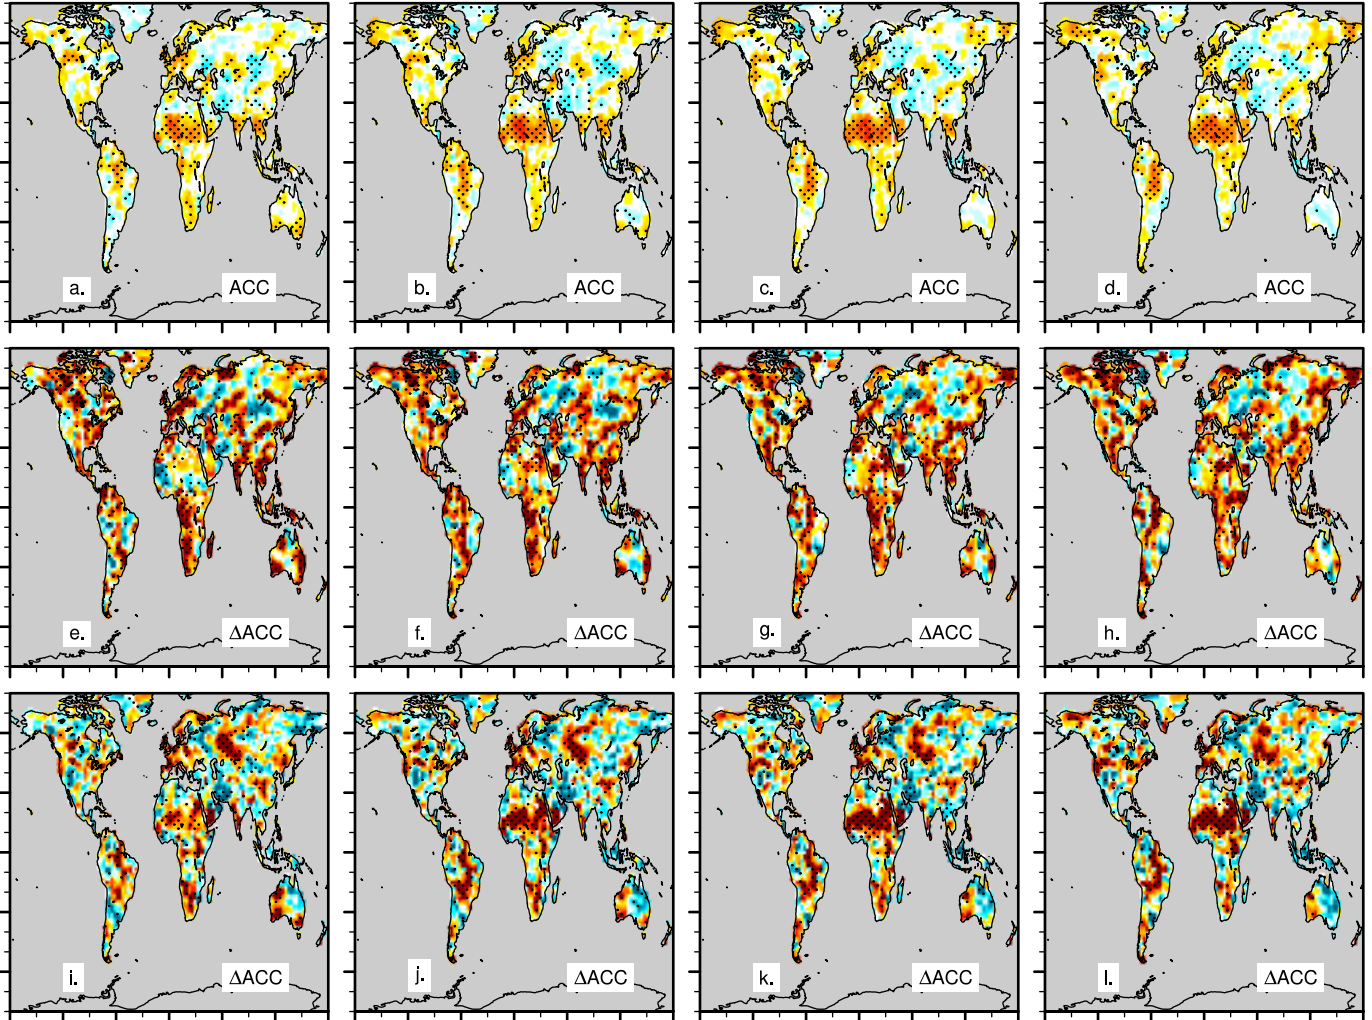 a. ACC
b. ACC
c. ACC
d. ACC
e. ΔACC
f. ΔACC
g. ΔACC
h. ΔACC
i. ΔACC
j. ΔACC
k. ΔACC
l. ΔACC